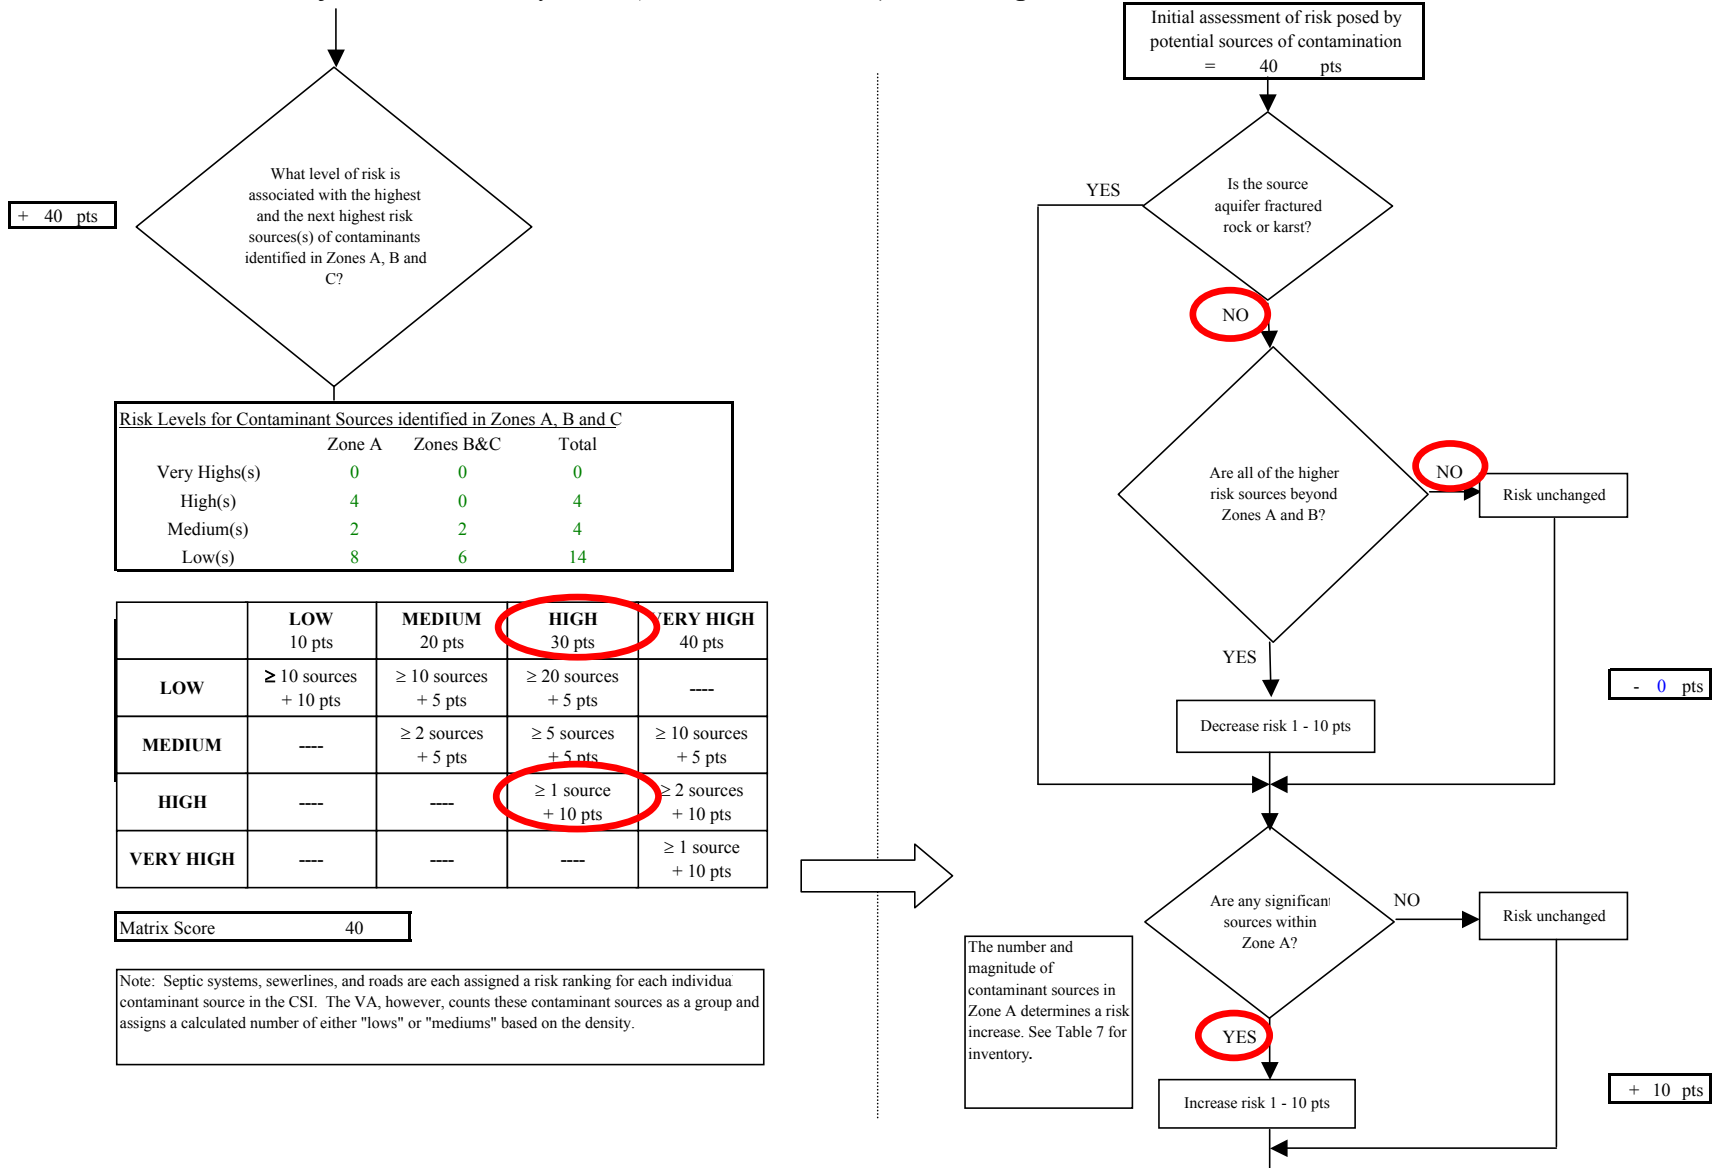 + 40 pts
What level of risk is
associated with the highest
and the next highest risk
sources(s) of contaminants
identified in Zones A, B and
C?
Risk Levels for Contaminant Sources identified in Zones A, B and C
Zone A Zones B&C Total
Very Highs(s) 0 0 0
High(s) 4 0 4
Medium(s) 2 2 4
Low(s) 8 6 14
LOW MEDIUM HIGH VERY HIGH
10 pts 20 pts 30 pts 40 pts
LOW ≥ 10 sources ≥ 10 sources ≥ 20 sources ----
+ 10 pts + 5 pts + 5 pts
MEDIUM ---- ≥ 2 sources ≥ 5 sources ≥ 10 sources
+ 5 pts + 5 pts + 5 pts
HIGH ---- ---- ≥ 1 source ≥ 2 sources
+ 10 pts + 10 pts
VERY HIGH ---- ---- ---- ≥ 1 source
+ 10 pts
Matrix Score 40
Note: Septic systems, sewerlines, and roads are each assigned a risk ranking for each individua
contaminant source in the CSI. The VA, however, counts these contaminant sources as a group and
assigns a calculated number of either "lows" or "mediums" based on the density.
Initial assessment of risk posed by
potential sources of contamination
= 40 pts
YES
Is the source
aquifer fractured
rock or karst?
NO
Are all of the higher
risk sources beyond
Zones A and B?
NO
Risk unchanged
YES
- 0 pts
Decrease risk 1 - 10 pts
Are any significant
sources within
Zone A?
NO
Risk unchanged
The number and
magnitude of
contaminant sources in
Zone A determines a risk
increase. See Table 7 for
inventory.
YES
+ 10 pts
Increase risk 1 - 10 pts